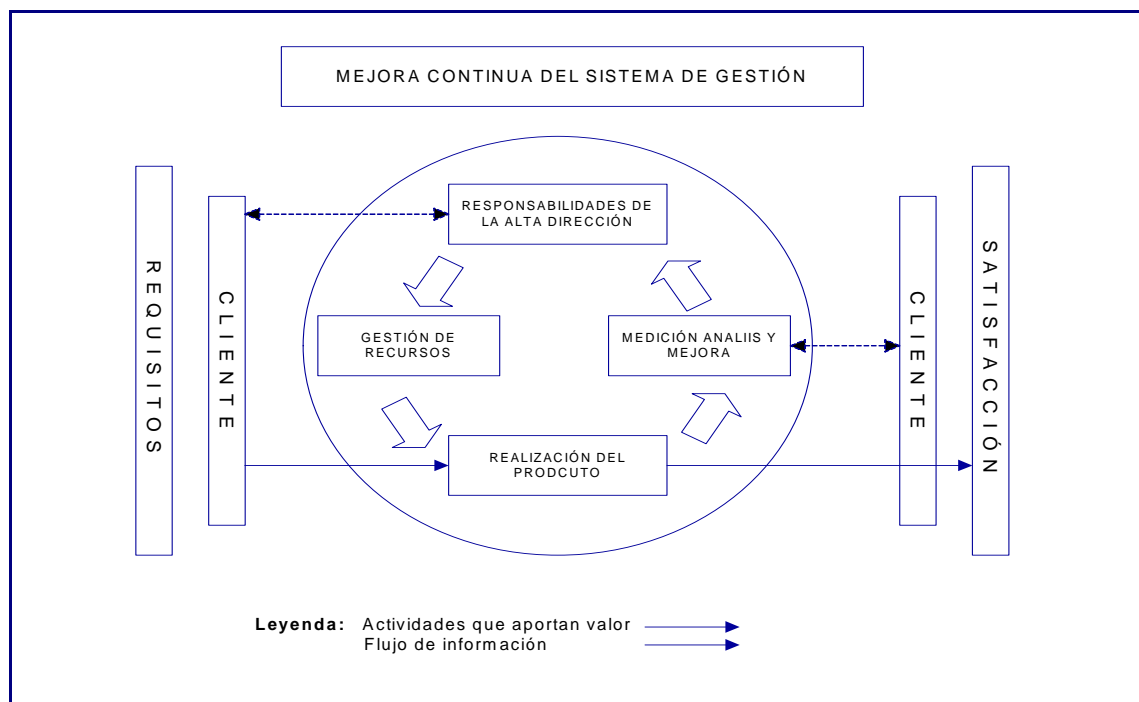 MEJORA CONTINUA DEL SISTEMA DE GESTIÓN
REQUISITOS
CLIENTE
RESPONSABILIDADES DE
LA ALTA DIRECCIÓN
GESTIÓN DE
RECURSOS
MEDICIÓN ANALIIS Y
MEJORA
REALIZACIÓN DEL
PRODCUTO
CLIENTE
SATISFACCIÓN
Leyenda: Actividades que aportan valor
Flujo de información